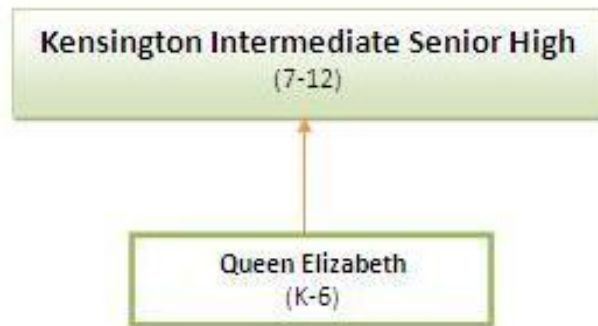 Kensington Intermediate Senior High
(7-12)
Queen Elizabeth
(K-6)